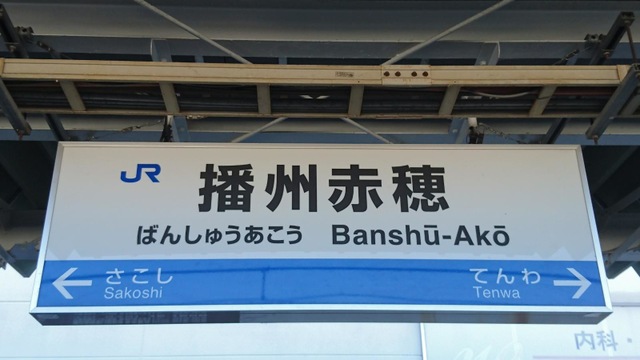 JR
播州赤穂
ばんしゅうあこう Banshū-Akō
← さこし てんわ →
Sakoshi Tenwa
内科・